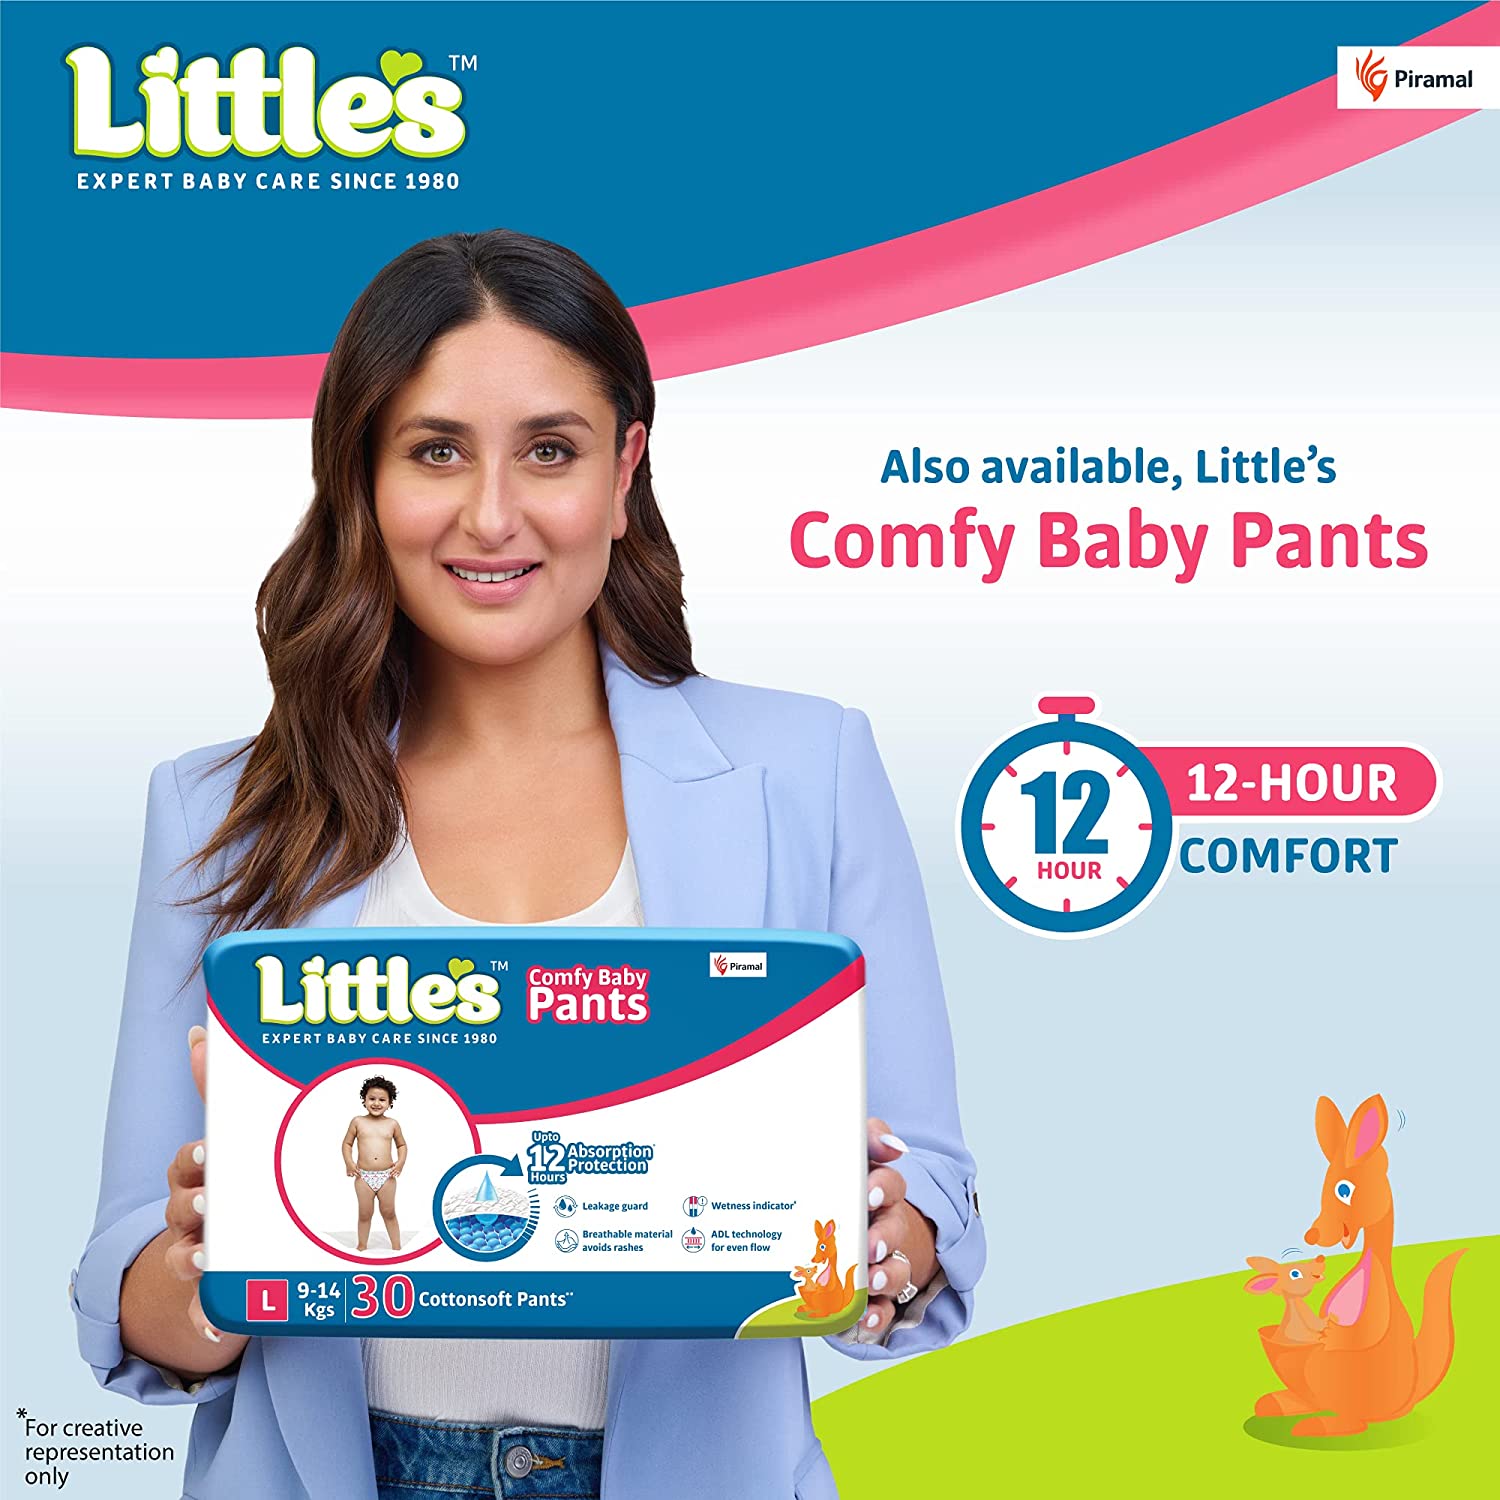 Little's™
EXPERT BABY CARE SINCE 1980
Piramal
Also available, Little's
Comfy Baby Pants
12
HOUR
12-HOUR
COMFORT
Little's™
EXPERT BABY CARE SINCE 1980
Comfy Baby
Pants
Piramal
Upto
12
Hours
Absorption*
Protection
Leakage guard
Wetness indicator*
Breathable material
avoids rashes
ADL technology
for even flow
L
9-14
Kgs
30
Cottonsoft Pants**
*For creative
representation
only